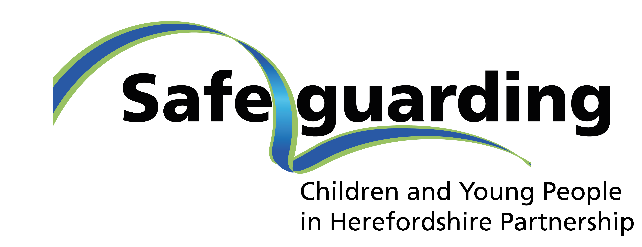 Safeguarding
Children and Young People
in Herefordshire Partnership